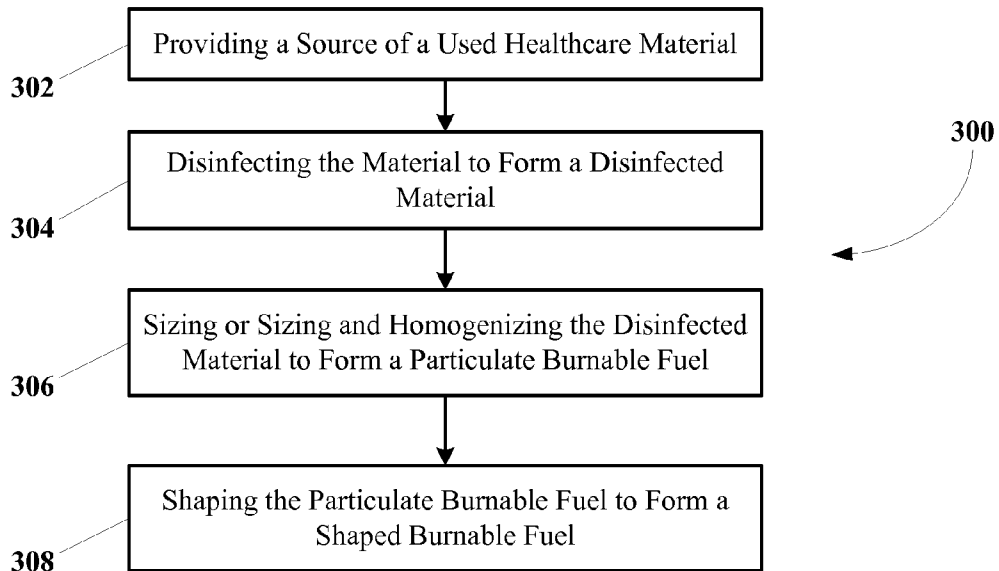 Providing a Source of a Used Healthcare Material
302
300
Disinfecting the Material to Form a Disinfected
Material
304
Sizing or Sizing and Homogenizing the Disinfected
Material to Form a Particulate Burnable Fuel
306
Shaping the Particulate Burnable Fuel to Form a
Shaped Burnable Fuel
308